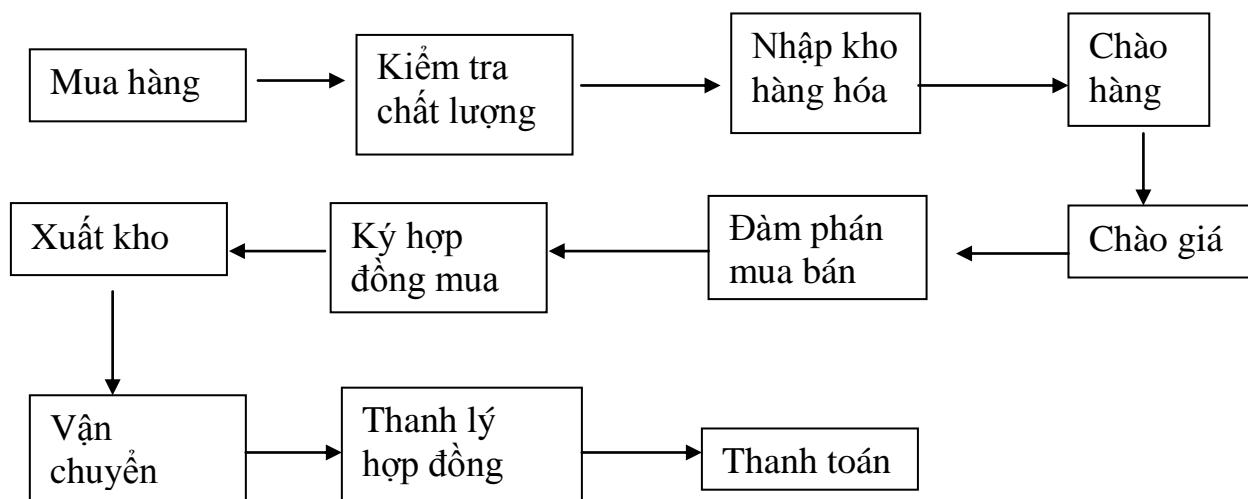 Mua hàng
Kiểm tra
chất lượng
Nhập kho
hàng hóa
Chào
hàng
Chào giá
Đàm phán
mua bán
Ký hợp
đồng mua
Xuất kho
Vận
chuyển
Thanh lý
hợp đồng
Thanh toán